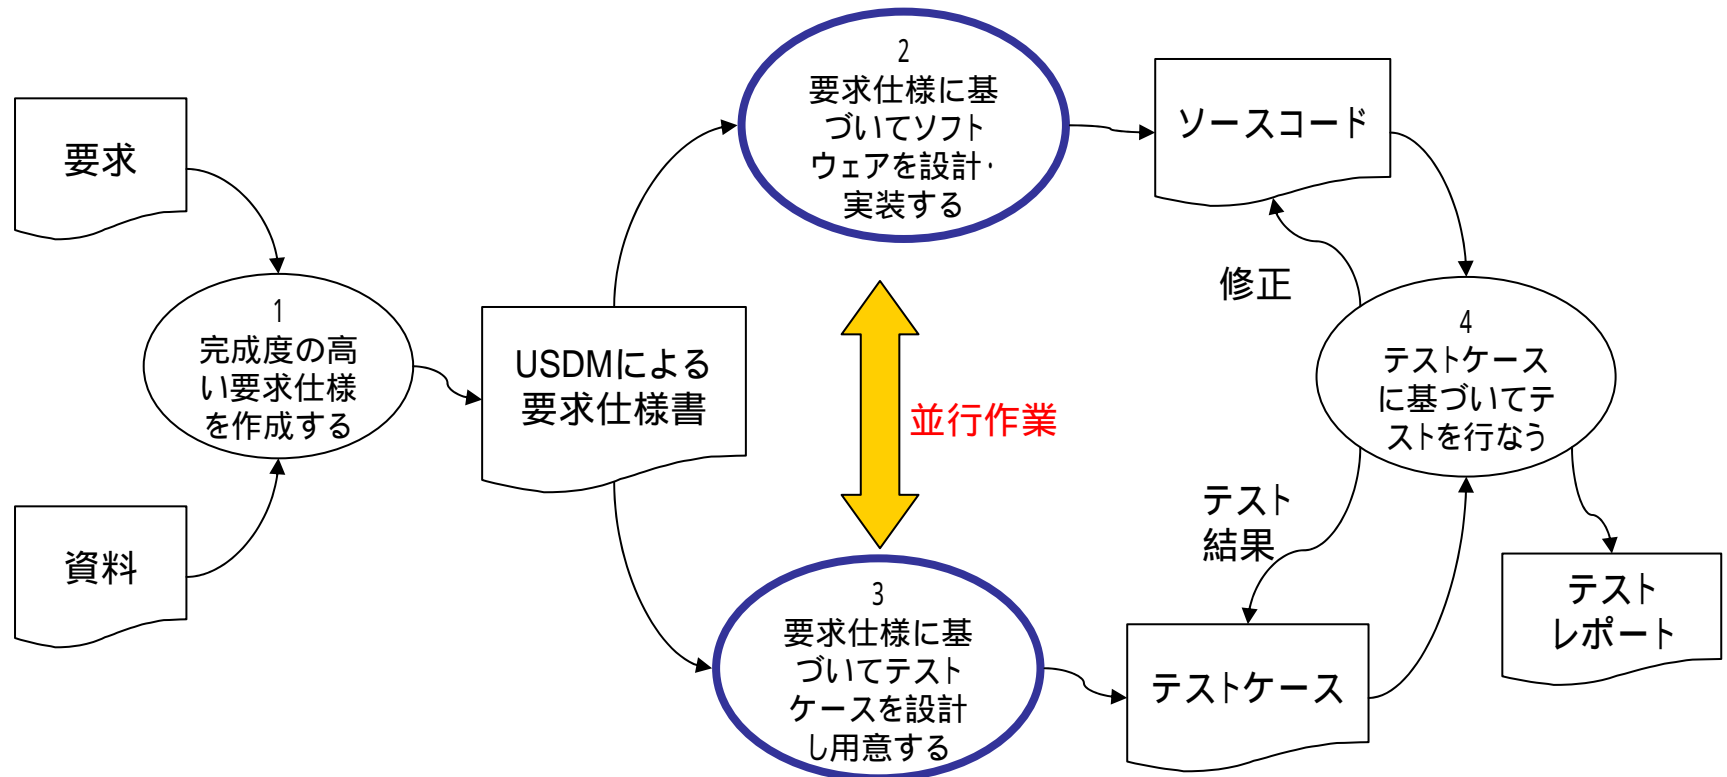 要求
資料
1
完成度の高
い要求仕様
を作成する
USDMによる
要求仕様書
2
要求仕様に基
づいてソフト
ウェアを設計・
実装する
並行作業
3
要求仕様に基
づいてテスト
ケースを設計
し用意する
ソースコード
修正
テスト
結果
テストケース
4
テストケース
に基づいてテ
ストを行なう
テスト
レポート